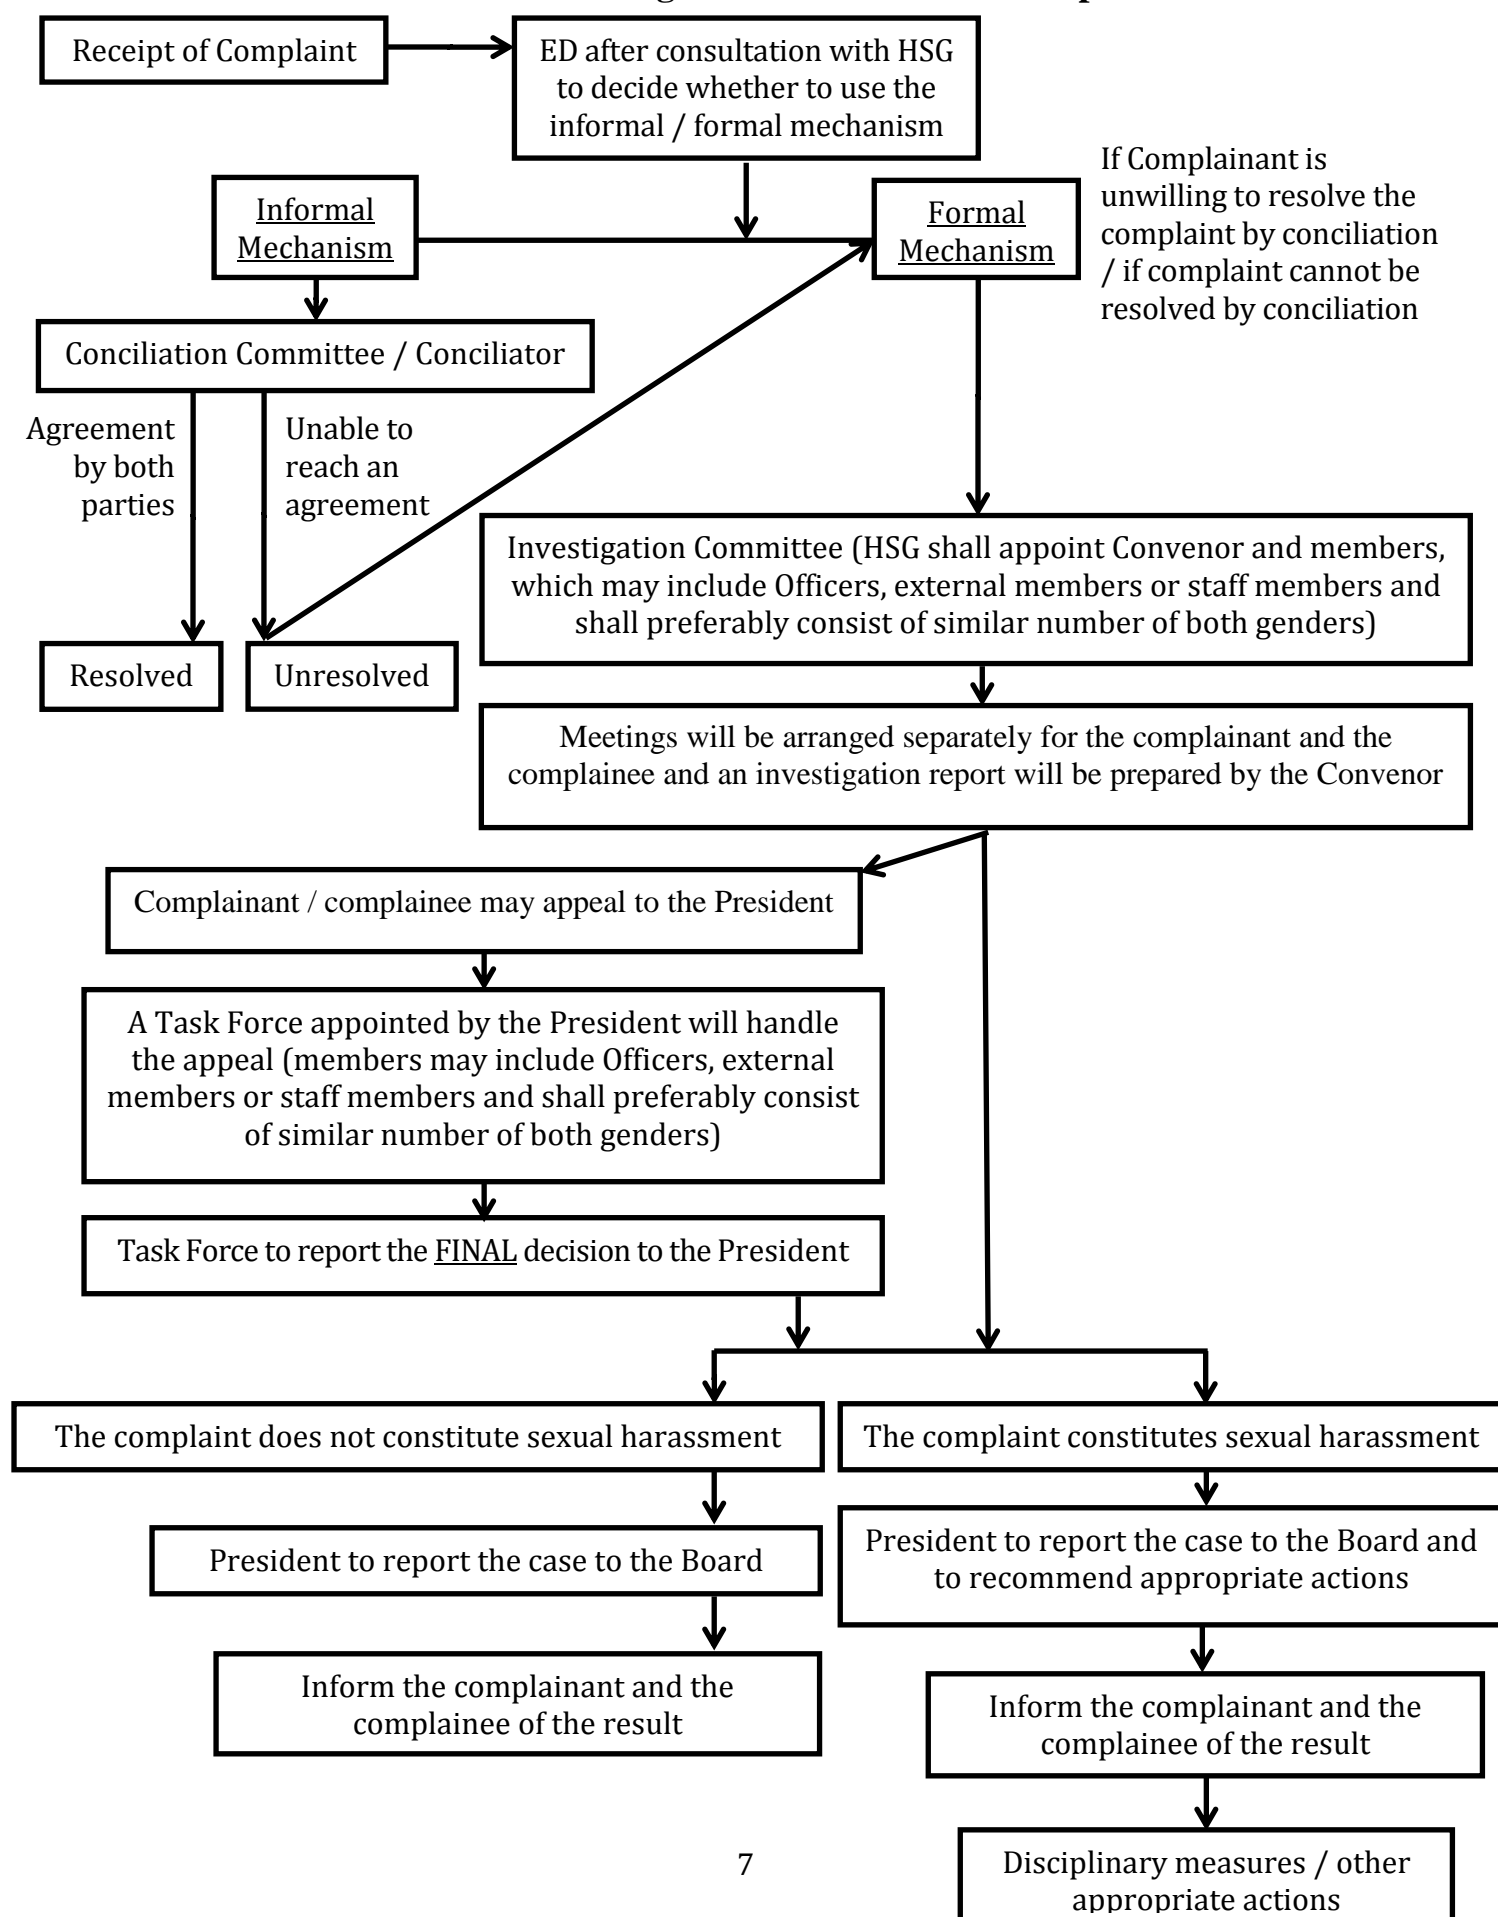 Receipt of Complaint
ED after consultation with HSG
to decide whether to use the
informal / formal mechanism
If Complainant is
unwilling to resolve the
complaint by conciliation
/ if complaint cannot be
resolved by conciliation
Informal
Mechanism
Formal
Mechanism
Conciliation Committee / Conciliator
Agreement
by both
parties
Unable to
reach an
agreement
Resolved
Unresolved
Investigation Committee (HSG shall appoint Convenor and members,
which may include Officers, external members or staff members and
shall preferably consist of similar number of both genders)
Meetings will be arranged separately for the complainant and the
complainee and an investigation report will be prepared by the Convenor
Complainant / complainee may appeal to the President
A Task Force appointed by the President will handle
the appeal (members may include Officers, external
members or staff members and shall preferably consist
of similar number of both genders)
Task Force to report the FINAL decision to the President
The complaint does not constitute sexual harassment
The complaint constitutes sexual harassment
President to report the case to the Board
President to report the case to the Board and
to recommend appropriate actions
Inform the complainant and the
complainee of the result
Inform the complainant and the
complainee of the result
Disciplinary measures / other
appropriate actions
7